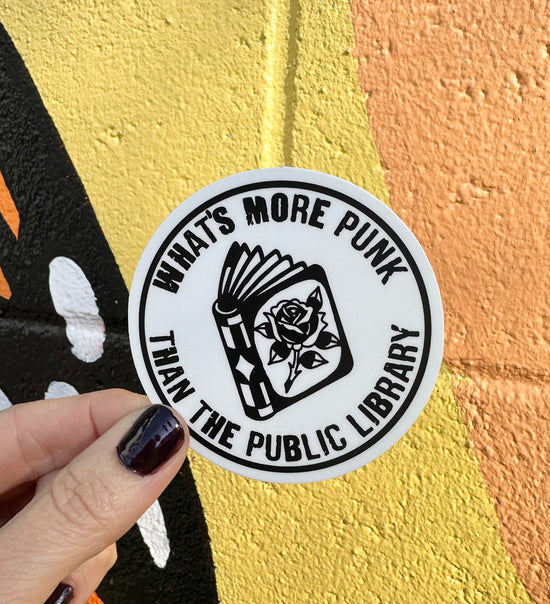 WHAT'S MORE PUNK
THAN THE PUBLIC LIBRARY